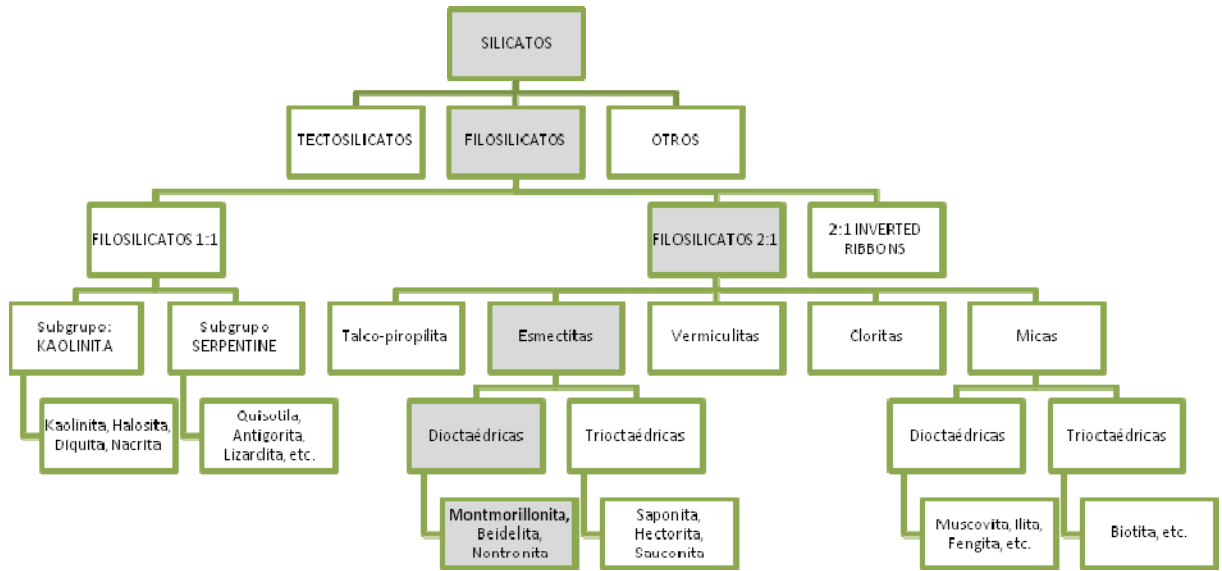 SILICATOS
TECTOSILICATOS
FILOSILICATOS
OTROS
FILOSILICATOS 1:1
FILOSILICATOS 2:1
2:1 INVERTED
RIBBONS
Subgrupo:
KAOLINITA
Subgrupo
SERPENTINE
Talco-piropilita
Esmectitas
Vermiculitas
Cloritas
Micas
Kaolinita, Halosita,
Diquita, Nacrita
Quisotila,
Antigorita,
Lizardita, etc.
Dioctaédricas
Trioctaédricas
Dioctaédricas
Trioctaédricas
Montmorillonita,
Beidelita,
Nontronita
Saponita,
Hectorita,
Sauconita
Muscovita, Ilita,
Fengita, etc.
Biotita, etc.